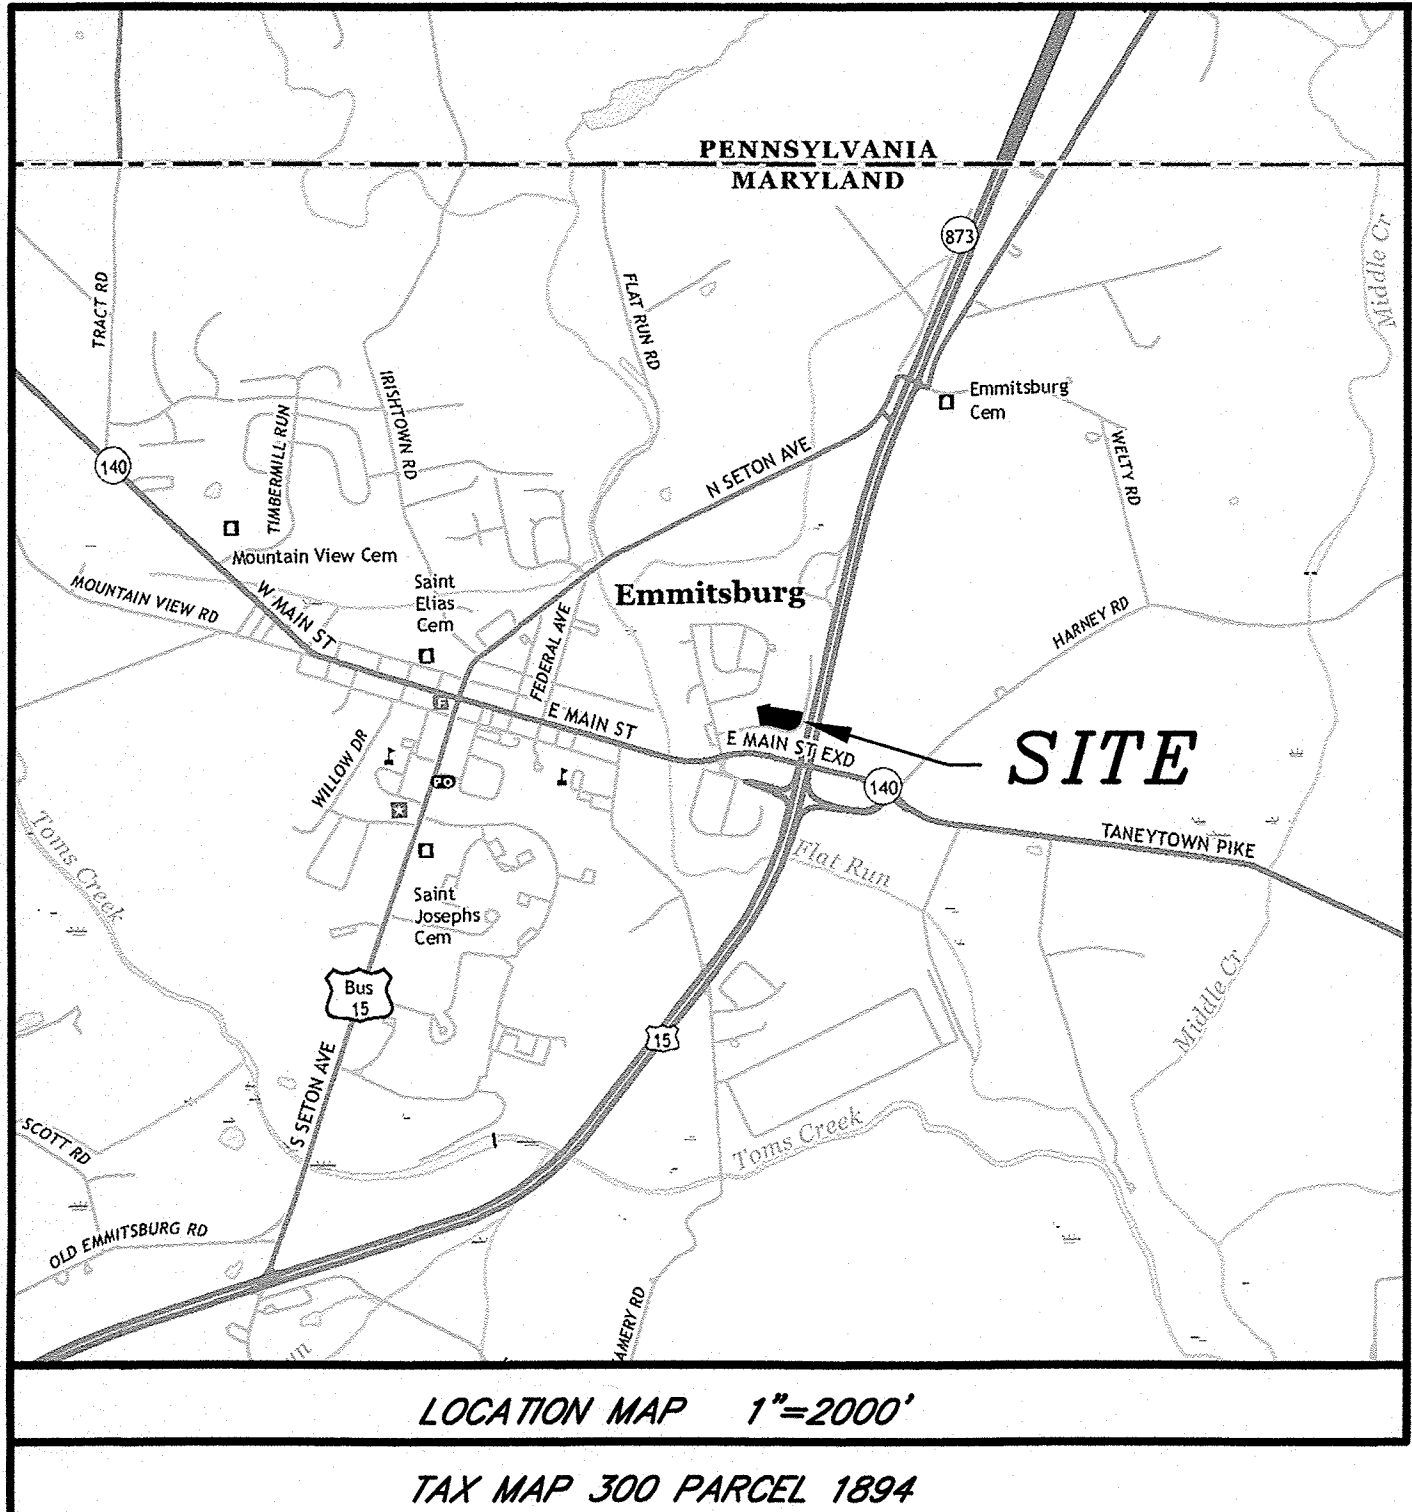 PENNSYLVANIA
MARYLAND
873
Middle Cr
TRACT RD
FLAT RUN RD
IRISHTOWN RD
Emmitsburg
Cem
TIMBERMILL RUN
140
N SETON AVE
WELTY RD
Mountain View Cem
MOUNTAIN VIEW RD
W MAIN ST
Saint
Elias
Cem
Emmitsburg
FEDERAL AVE
HARNEY RD
F
E MAIN ST
E MAIN ST EXD
SITE
WILLOW DR
PO
140
TANEYTOWN PIKE
Toms Creek
Flat Run
Saint
Josephs
Cem
Bus
15
Middle Cr
15
S SETON AVE
SCOTT RD
Toms Creek
OLD EMMITSBURG RD
AMERY RD
un
LOCATION MAP 1"=2000'
TAX MAP 300 PARCEL 1894